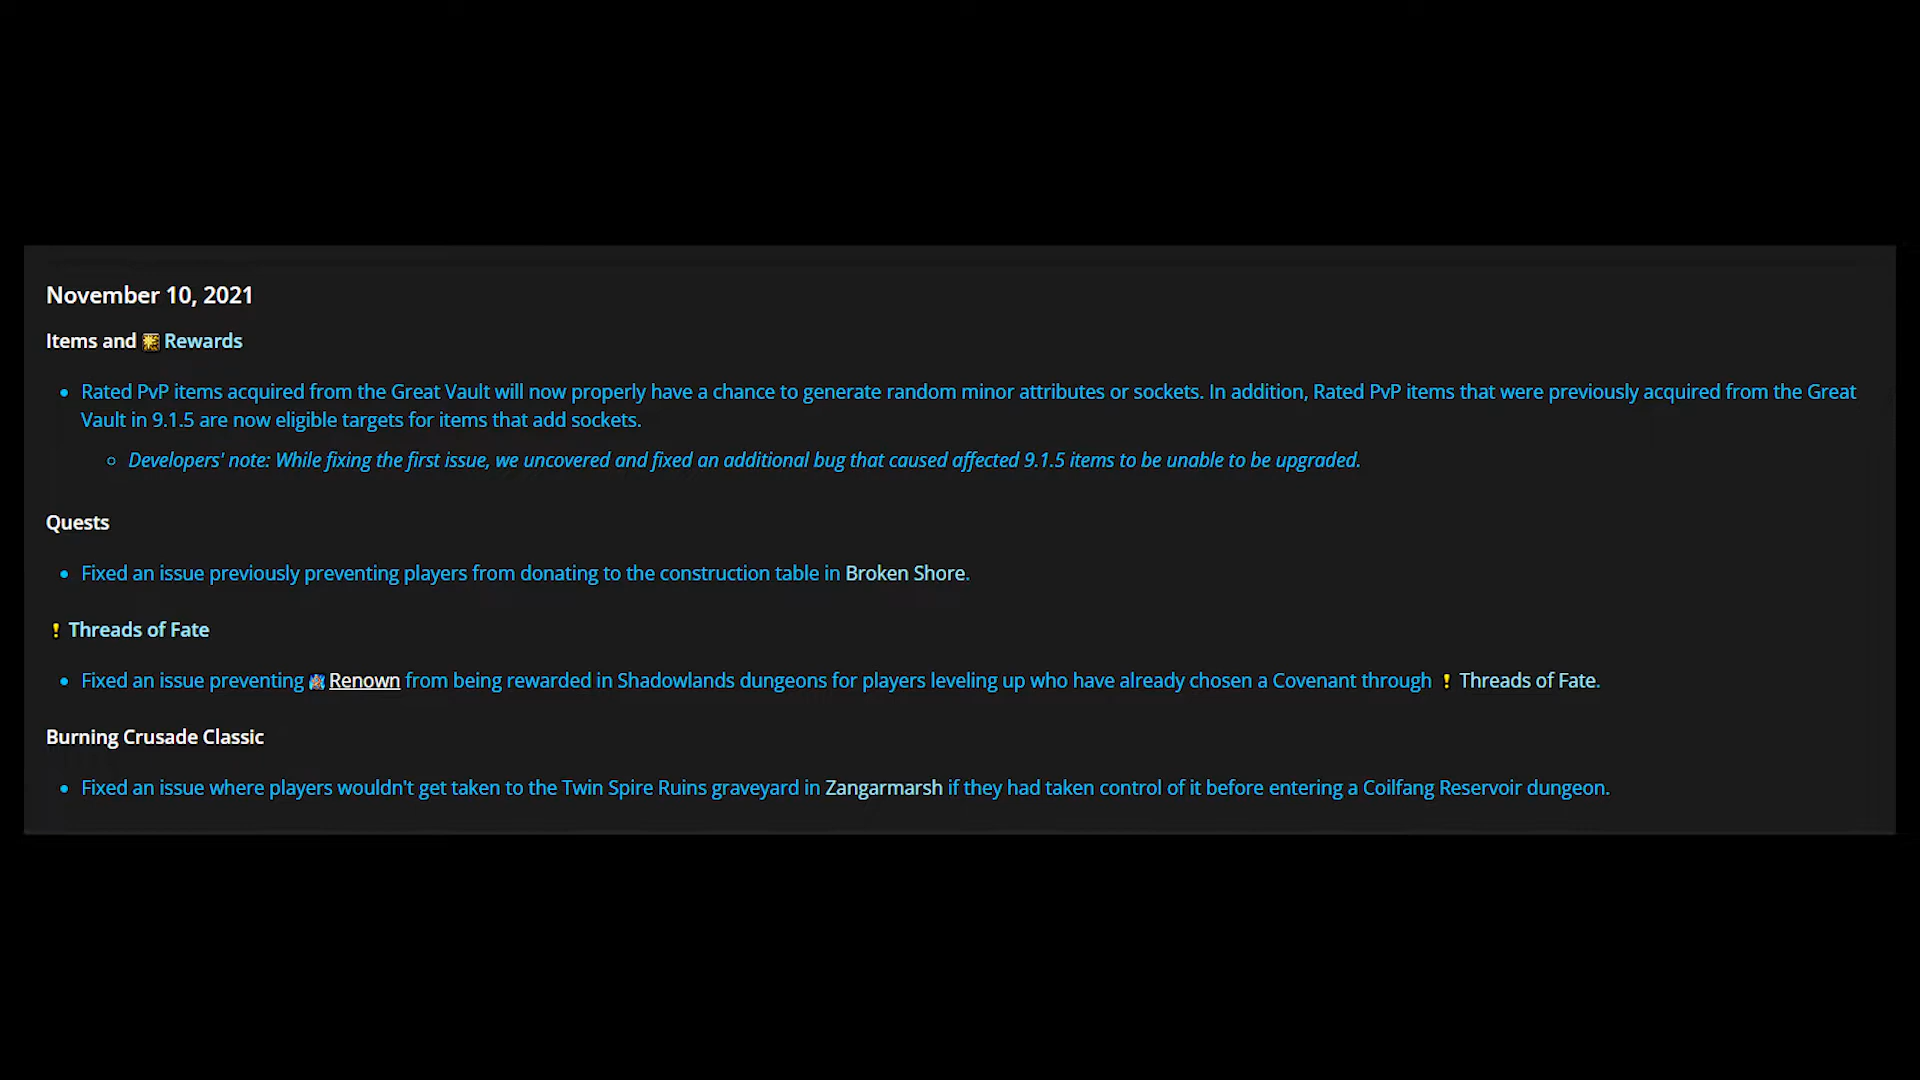 November 10, 2021
Items and Rewards
Rated PvP items acquired from the Great Vault will now properly have a chance to generate random minor attributes or sockets. In addition, Rated PvP items that were previously acquired from the Great
Vault in 9.1.5 are now eligible targets for items that add sockets.
Developers' note: While fixing the first issue, we uncovered and fixed an additional bug that caused affected 9.1.5 items to be unable to be upgraded.
Quests
Fixed an issue previously preventing players from donating to the construction table in Broken Shore.
Threads of Fate
Fixed an issue preventing Renown from being rewarded in Shadowlands dungeons for players leveling up who have already chosen a Covenant through Threads of Fate.
Burning Crusade Classic
Fixed an issue where players wouldn't get taken to the Twin Spire Ruins graveyard in Zangarmarsh if they had taken control of it before entering a Coilfang Reservoir dungeon.